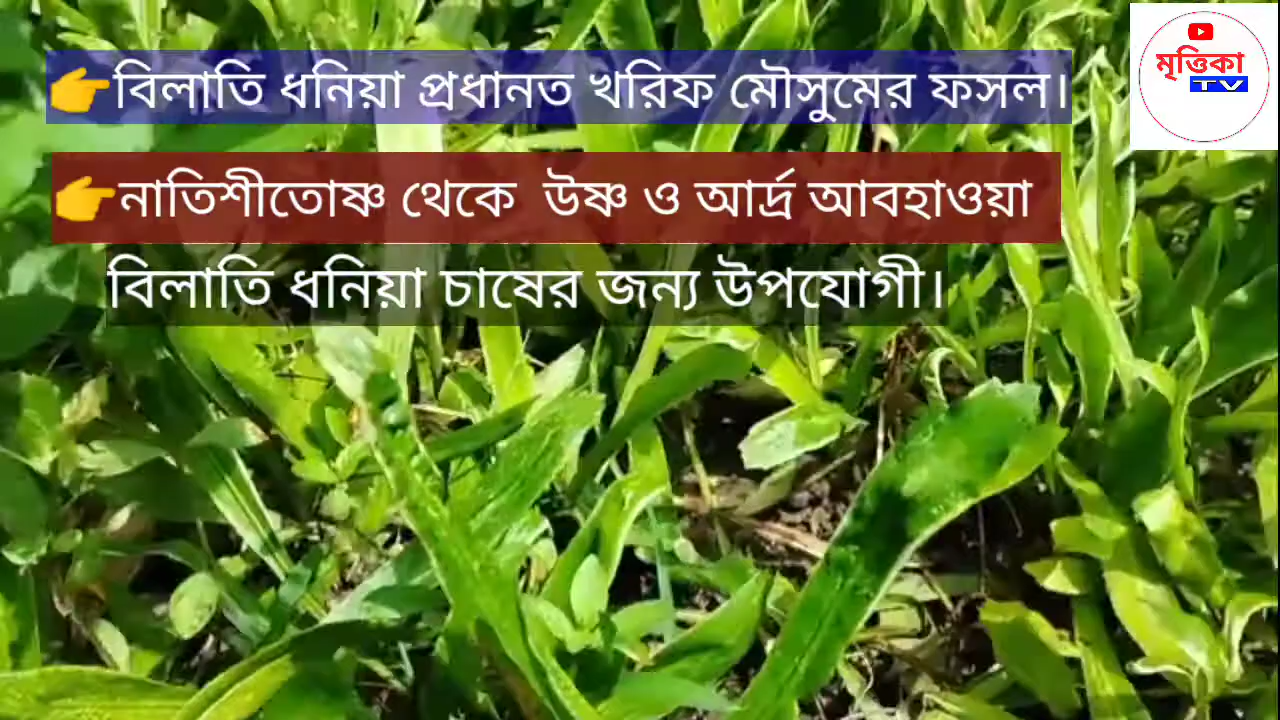 👉বিলাতি ধনিয়া প্রধানত খরিফ মৌসুমের ফসল।
👉নাতিশীতোষ্ণ থেকে উষ্ণ ও আর্দ্র আবহাওয়া
বিলাতি ধনিয়া চাষের জন্য উপযোগী।
মৃত্তিকা
TV